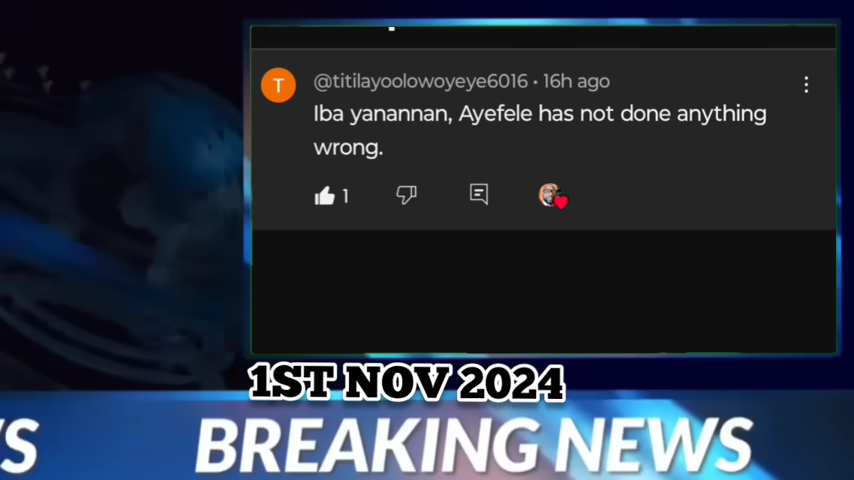 T
@titilayoolowoyeye6016 • 16h ago
Iba yanannan, Ayefele has not done anything
wrong.
1
1ST NOV 2024
S BREAKING NEWS